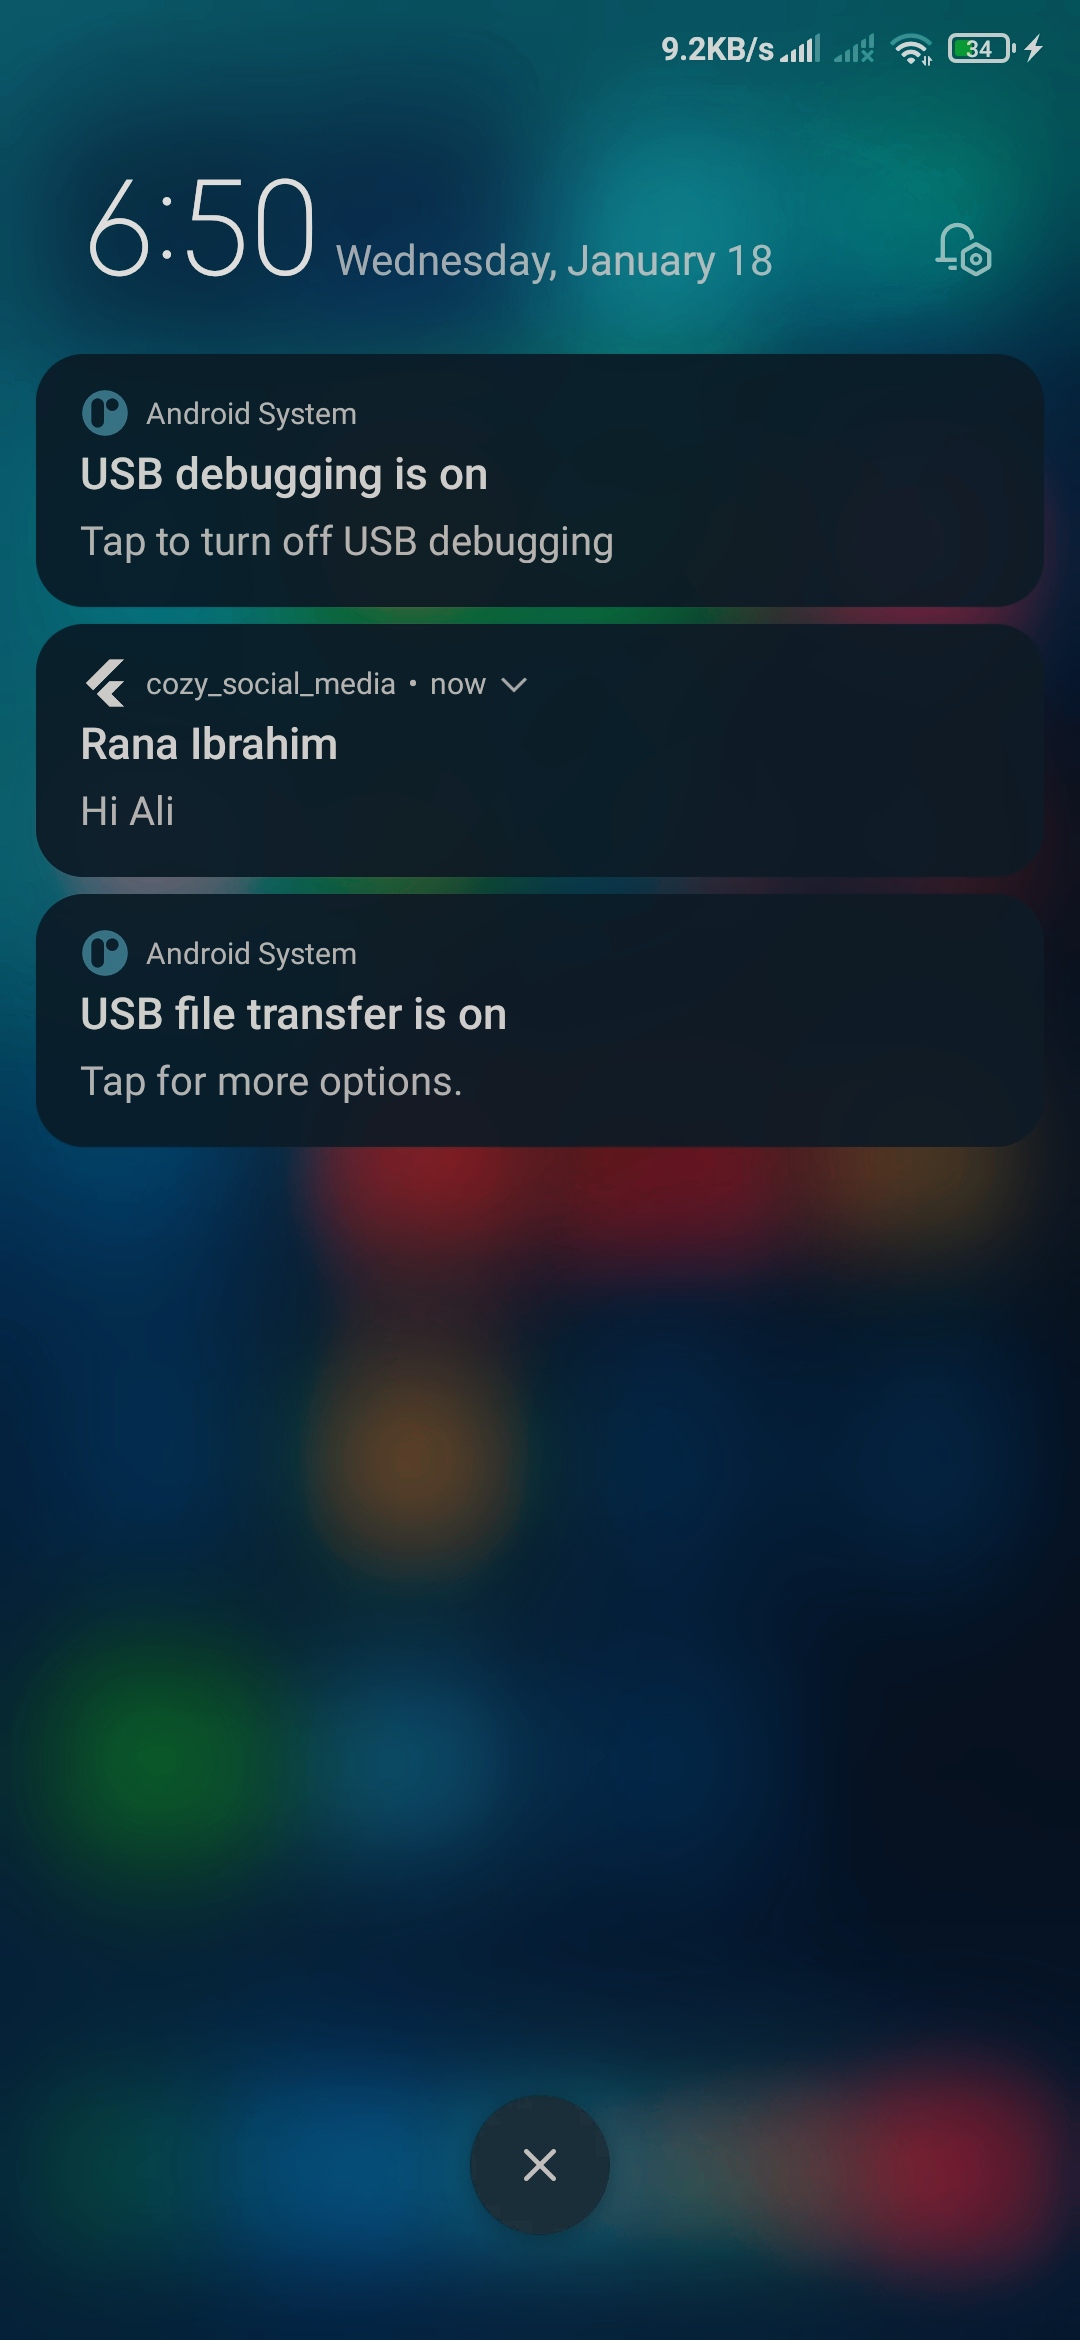 9.2KB/s 34
6:50 Wednesday, January 18
Android System
USB debugging is on
Tap to turn off USB debugging
cozy_social_media • now
Rana Ibrahim
Hi Ali
Android System
USB file transfer is on
Tap for more options.